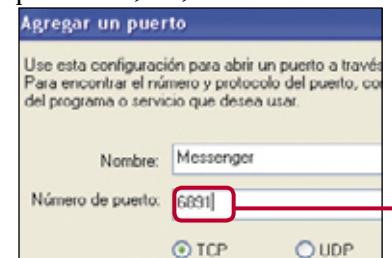 Agregar un puerto
Use esta configuración para abrir un puerto a través
Para encontrar el número y protocolo del puerto,
del programa o servicio que desea usar.
Nombre: Messenger
Número de puerto: 6891
TCP UDP